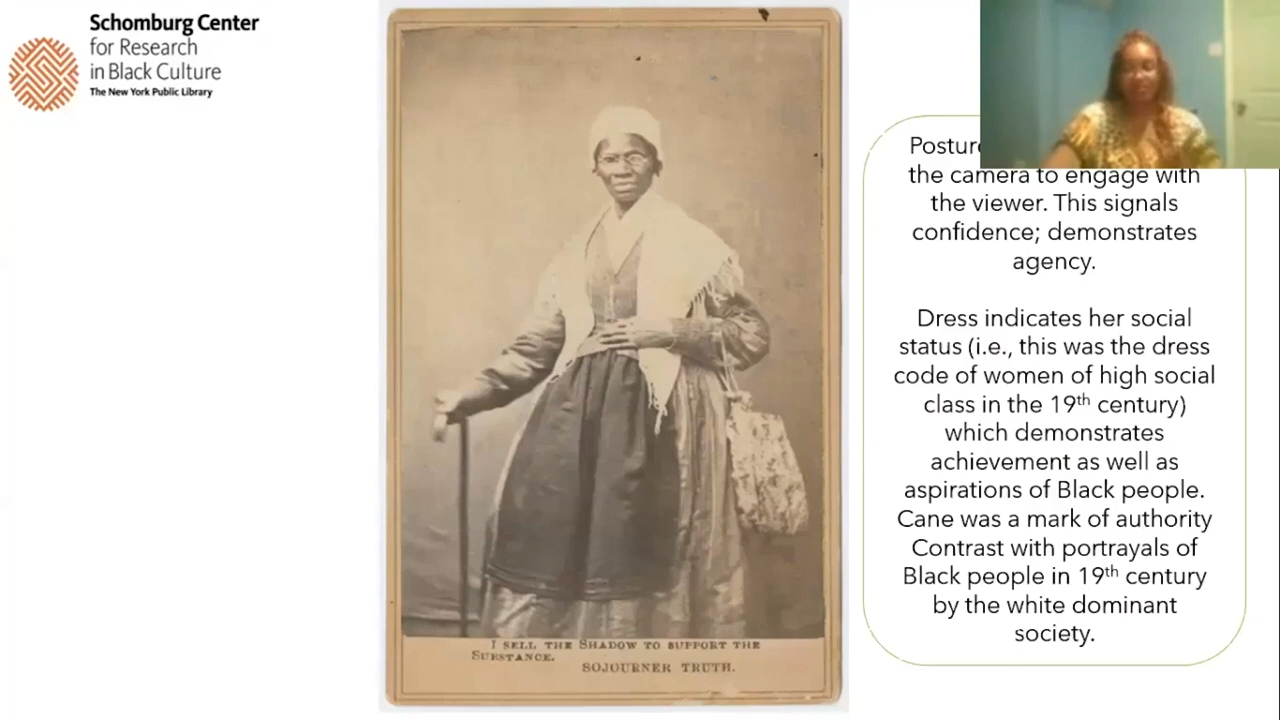 Schomburg Center
for Research
in Black Culture
The New York Public Library
I SELL THE SHADOW TO SUPPORT THE
SUBSTANCE.
SOJOURNER TRUTH.
the camera to engage with
the viewer. This signals
confidence; demonstrates
agency.
Dress indicates her social
status (i.e., this was the dress
code of women of high social
class in the 19th century)
which demonstrates
achievement as well as
aspirations of Black people.
Cane was a mark of authority
Contrast with portrayals of
Black people in 19th century
by the white dominant
society.